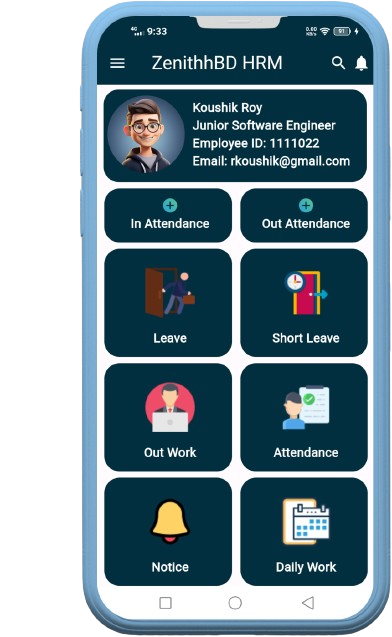 4G 9:33 0.00 KB/s 91
ZenithhBD HRM
Koushik Roy
Junior Software Engineer
Employee ID: 1111022
Email: rkoushik@gmail.com
In Attendance Out Attendance
Leave Short Leave
Out Work Attendance
Notice Daily Work